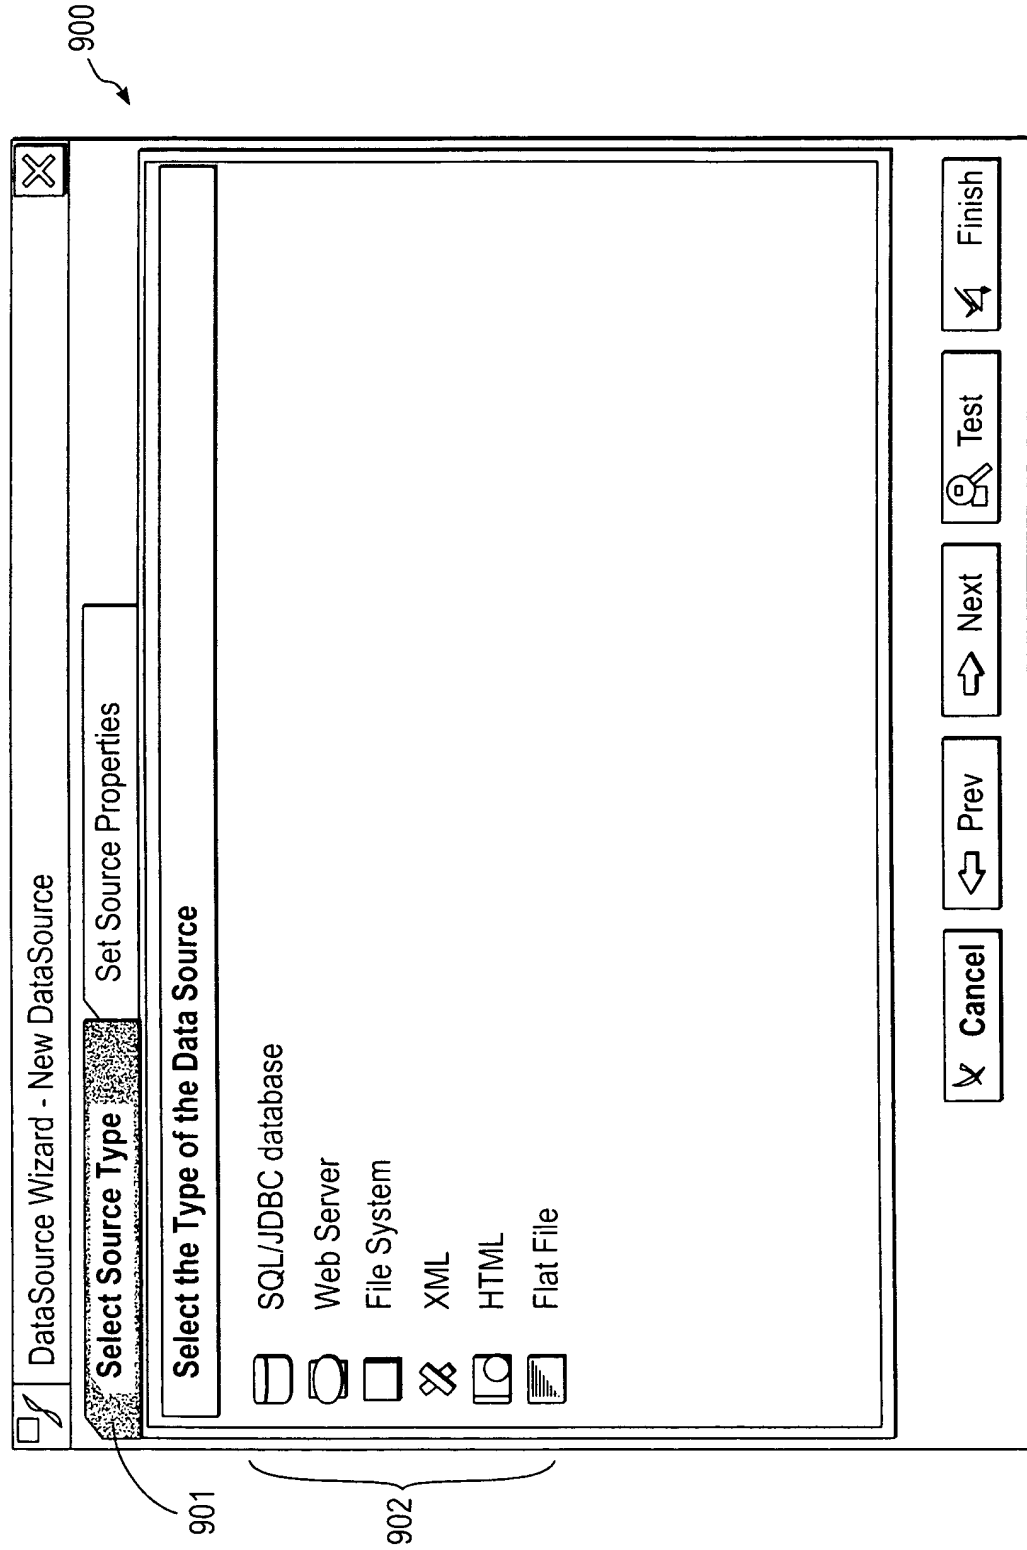 900
DataSource Wizard - New DataSource
901
Select Source Type
Set Source Properties
Select the Type of the Data Source
902
SQL/JDBC database
Web Server
File System
XML
HTML
Flat File
Cancel
Prev
Next
Test
Finish